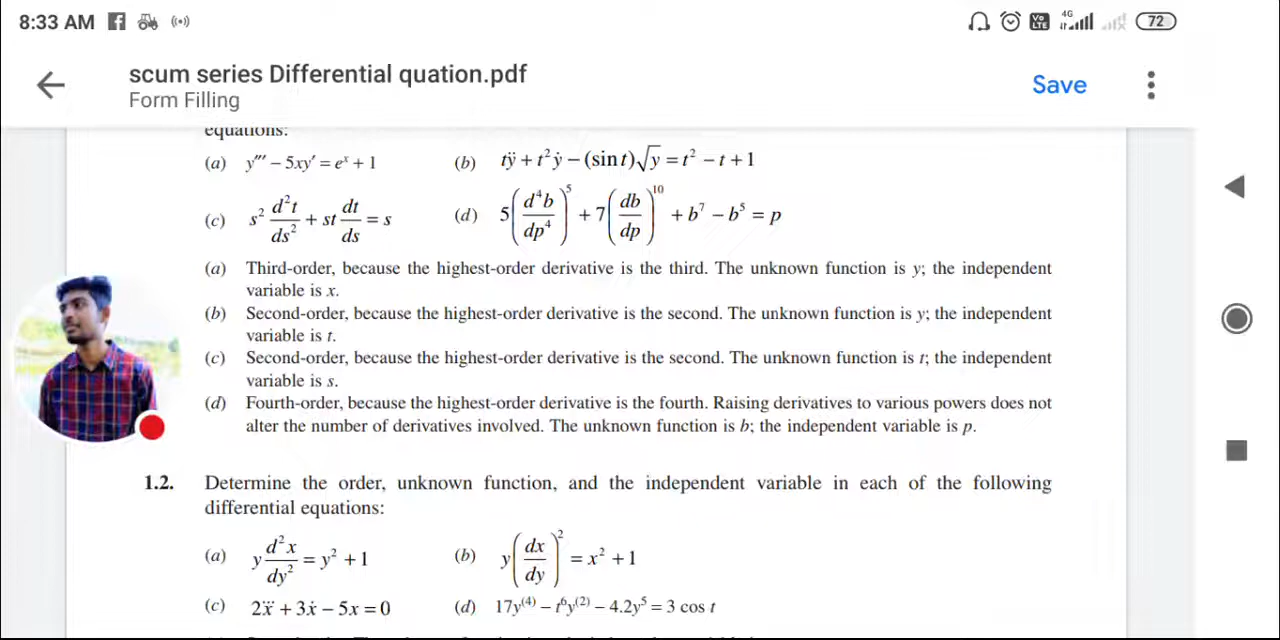 8:33 AM
Vo LTE 4G 72
scum series Differential quation.pdf
Save
Form Filling
equations:
(a) y''' − 5xy' = eˣ + 1 (b) tÿ + t²ẏ − (sin t)√y = t² − t + 1
(c) s² d²t/ds² + st dt/ds = s (d) 5(d⁴b/dp⁴)⁵ + 7(db/dp)¹⁰ + b⁷ − b⁵ = p
(a) Third-order, because the highest-order derivative is the third. The unknown function is y; the independent
variable is x.
(b) Second-order, because the highest-order derivative is the second. The unknown function is y; the independent
variable is t.
(c) Second-order, because the highest-order derivative is the second. The unknown function is t; the independent
variable is s.
(d) Fourth-order, because the highest-order derivative is the fourth. Raising derivatives to various powers does not
alter the number of derivatives involved. The unknown function is b; the independent variable is p.
1.2. Determine the order, unknown function, and the independent variable in each of the following
differential equations:
(a) y d²x/dy² = y² + 1 (b) y(dx/dy)² = x² + 1
(c) 2ẍ + 3ẋ − 5x = 0 (d) 17y⁽⁴⁾ − t⁶y⁽²⁾ − 4.2y⁵ = 3 cos t